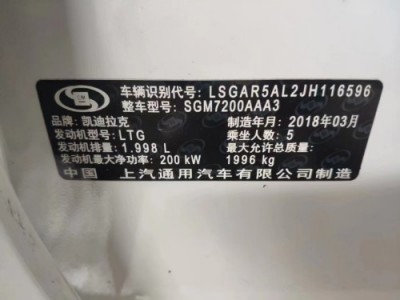 车辆识别代号: LSGAR5AL2JH116596
整车型号: SGM7200AAA3
品牌: 凯迪拉克 制造年月: 2018年03月
发动机型号: LTG 乘坐人数: 5
发动机排量: 1.998 L 最大允许总质量:
发动机最大净功率: 200 kW 1996 kg
中国 上汽通用汽车有限公司制造